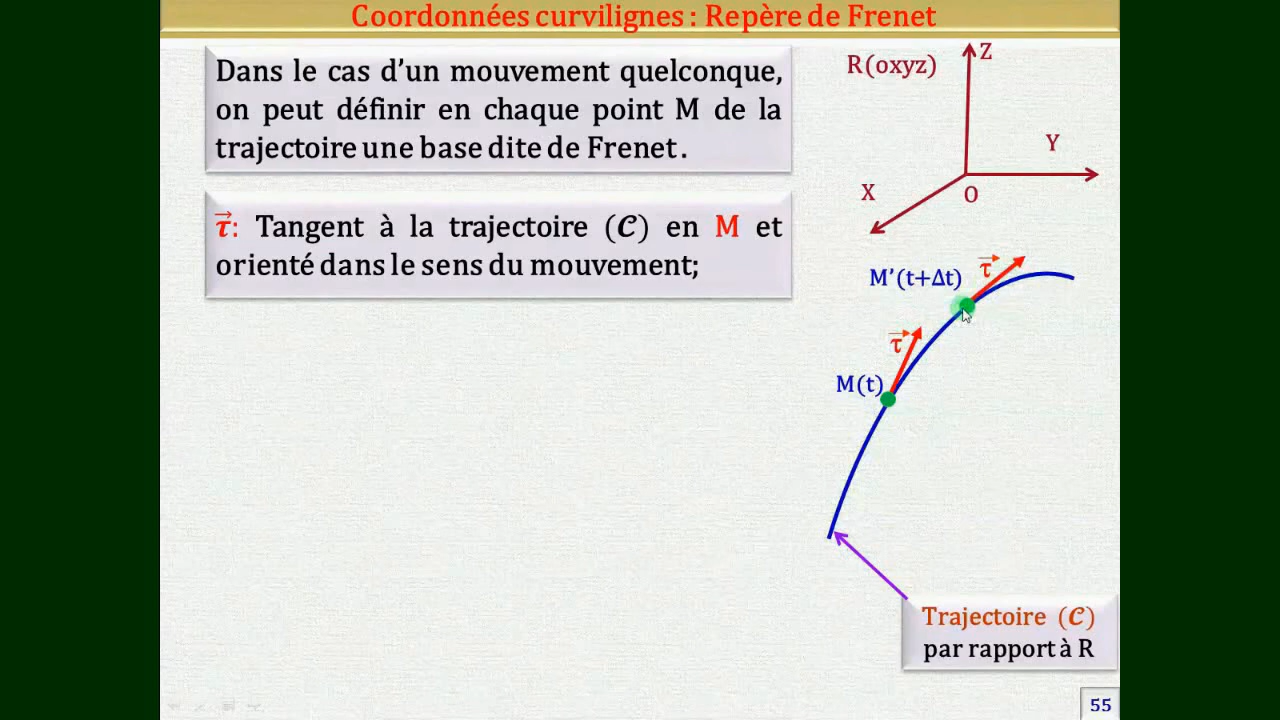 Coordonnées curvilignes : Repère de Frenet
Dans le cas d’un mouvement quelconque,
on peut définir en chaque point M de la
trajectoire une base dite de Frenet .
τ⃗: Tangent à la trajectoire (𝓒) en M et
orienté dans le sens du mouvement;
R(oxyz)
Z
Y
X
O
M’(t+Δt)
τ⃗
τ⃗
M(t)
Trajectoire (𝓒)
par rapport à R
55